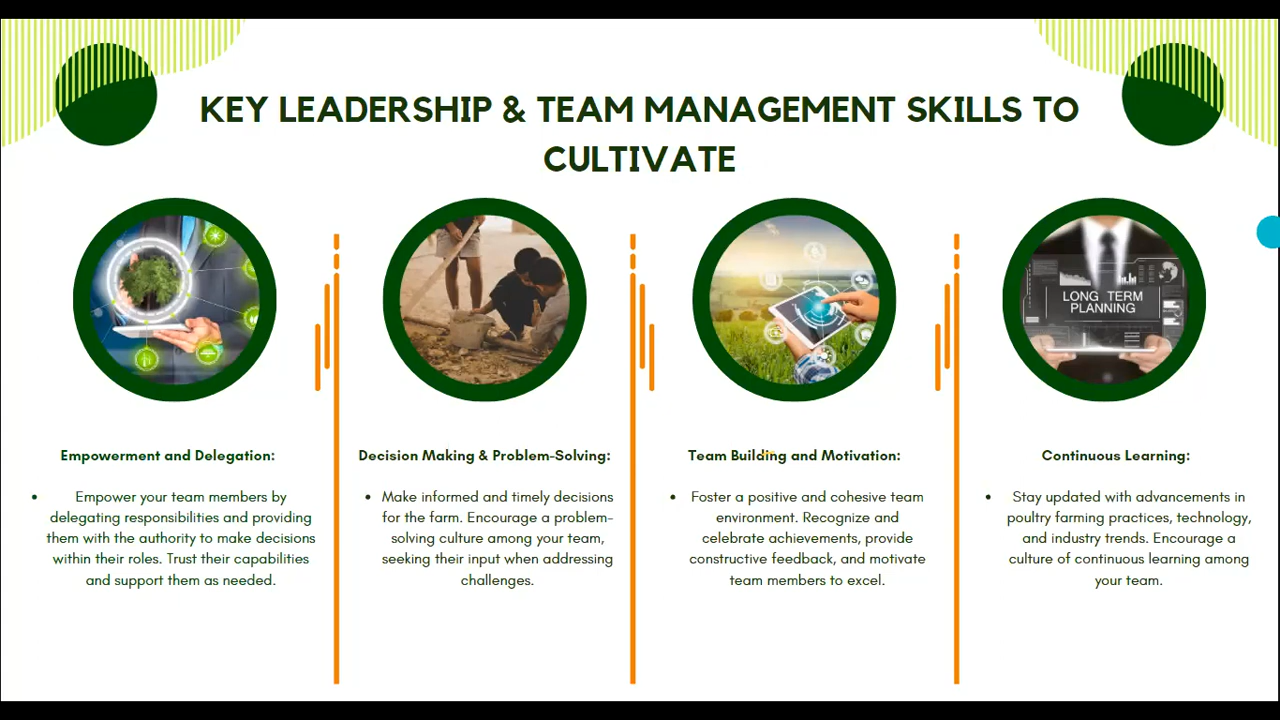 KEY LEADERSHIP & TEAM MANAGEMENT SKILLS TO
CULTIVATE
LONG TERM
PLANNING
Empowerment and Delegation:
• Empower your team members by
delegating responsibilities and providing
them with the authority to make decisions
within their roles. Trust their capabilities
and support them as needed.
Decision Making & Problem-Solving:
• Make informed and timely decisions
for the farm. Encourage a problem-
solving culture among your team,
seeking their input when addressing
challenges.
Team Building and Motivation:
• Foster a positive and cohesive team
environment. Recognize and
celebrate achievements, provide
constructive feedback, and motivate
team members to excel.
Continuous Learning:
• Stay updated with advancements in
poultry farming practices, technology,
and industry trends. Encourage a
culture of continuous learning among
your team.